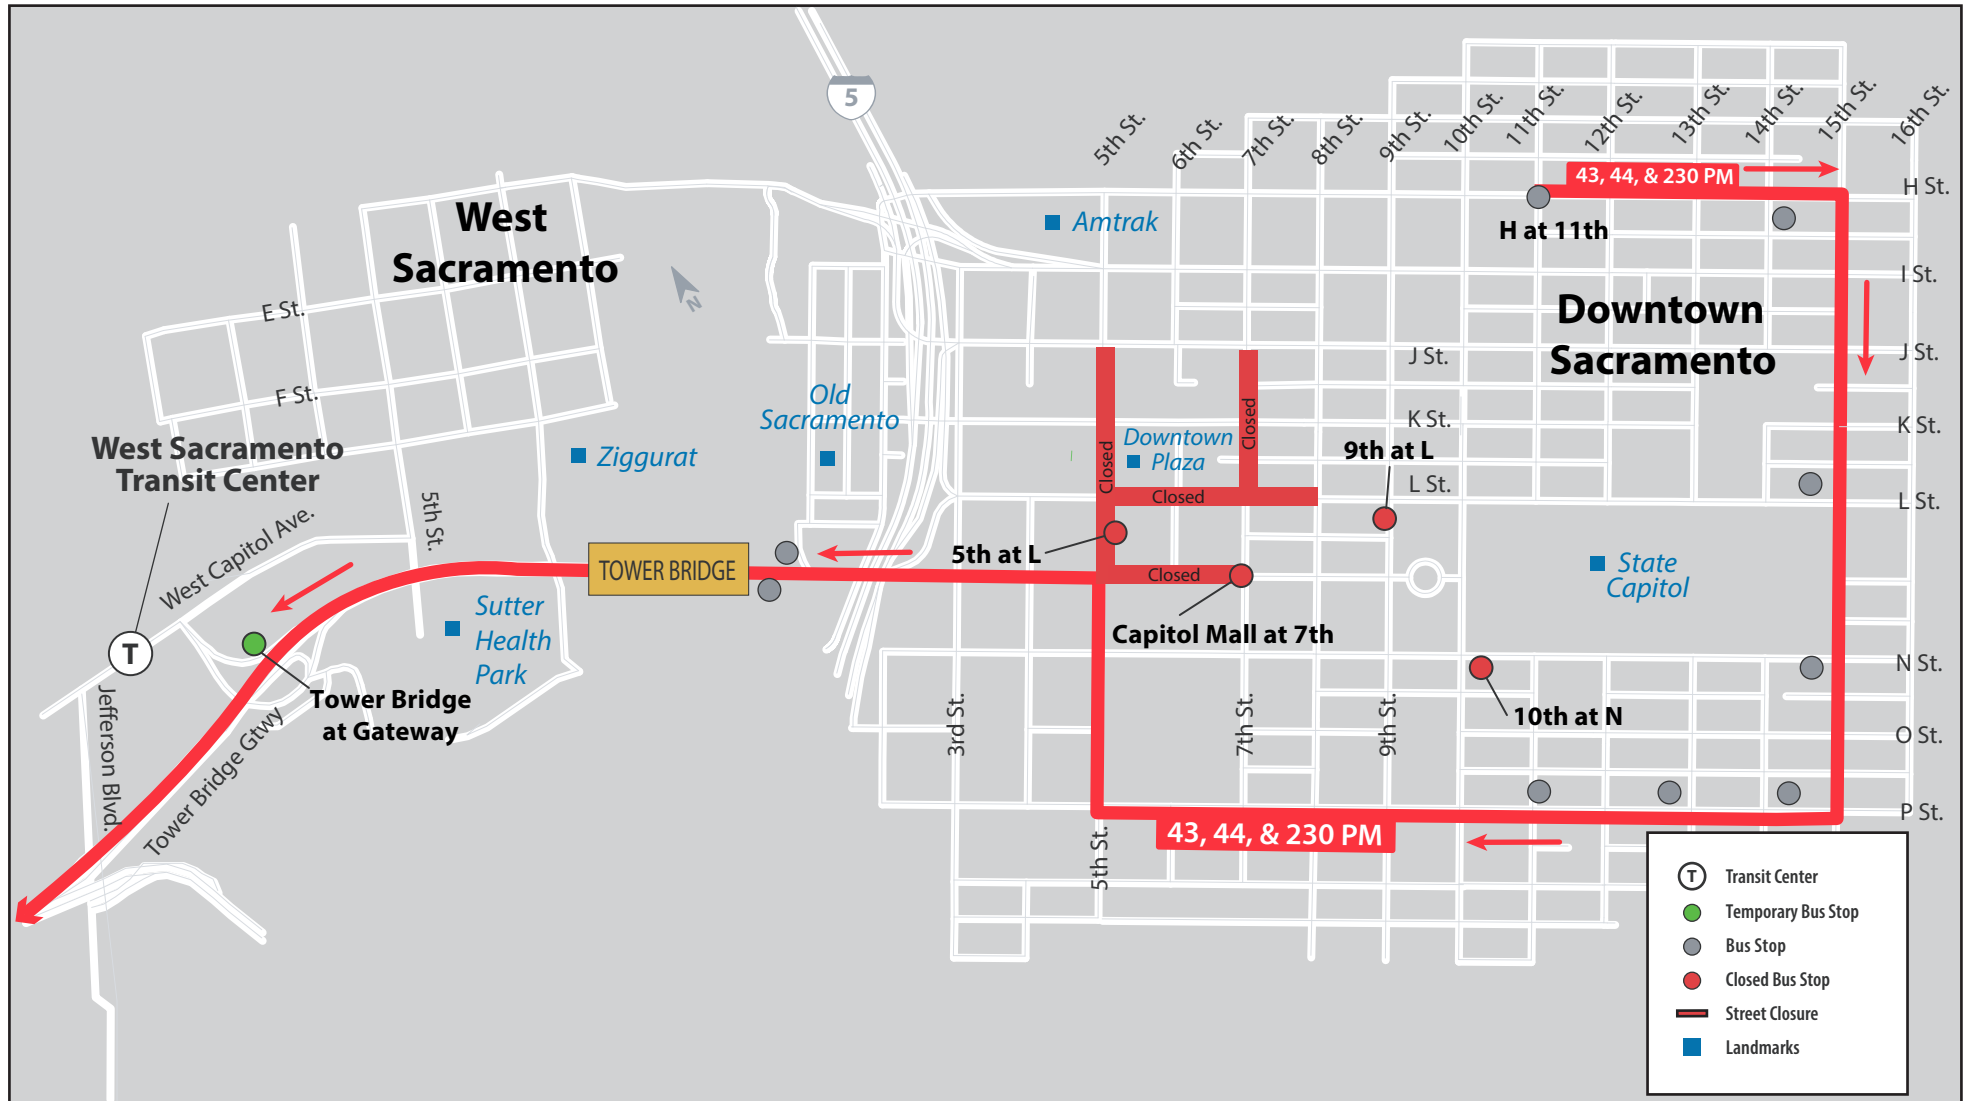 5
5th St.
6th St.
7th St.
8th St.
9th St.
10th St.
11th St.
12th St.
13th St.
14th St.
15th St.
16th St.
43, 44, & 230 PM
H St.
H at 11th
I St.
Amtrak
West
Sacramento
N
E St.
F St.
Downtown
Sacramento
J St.
J St.
Old
Sacramento
Closed
Closed
Downtown
Plaza
K St.
K St.
9th at L
L St.
L St.
Closed
Ziggurat
West Sacramento
Transit Center
5th St.
West Capitol Ave.
TOWER BRIDGE
5th at L
Closed
State
Capitol
Capitol Mall at 7th
Sutter
Health
Park
T
Tower Bridge
at Gateway
Jefferson Blvd.
Tower Bridge Gtwy
N St.
10th at N
3rd St.
7th St.
9th St.
O St.
P St.
5th St.
43, 44, & 230 PM
T
Transit Center
Temporary Bus Stop
Bus Stop
Closed Bus Stop
Street Closure
Landmarks